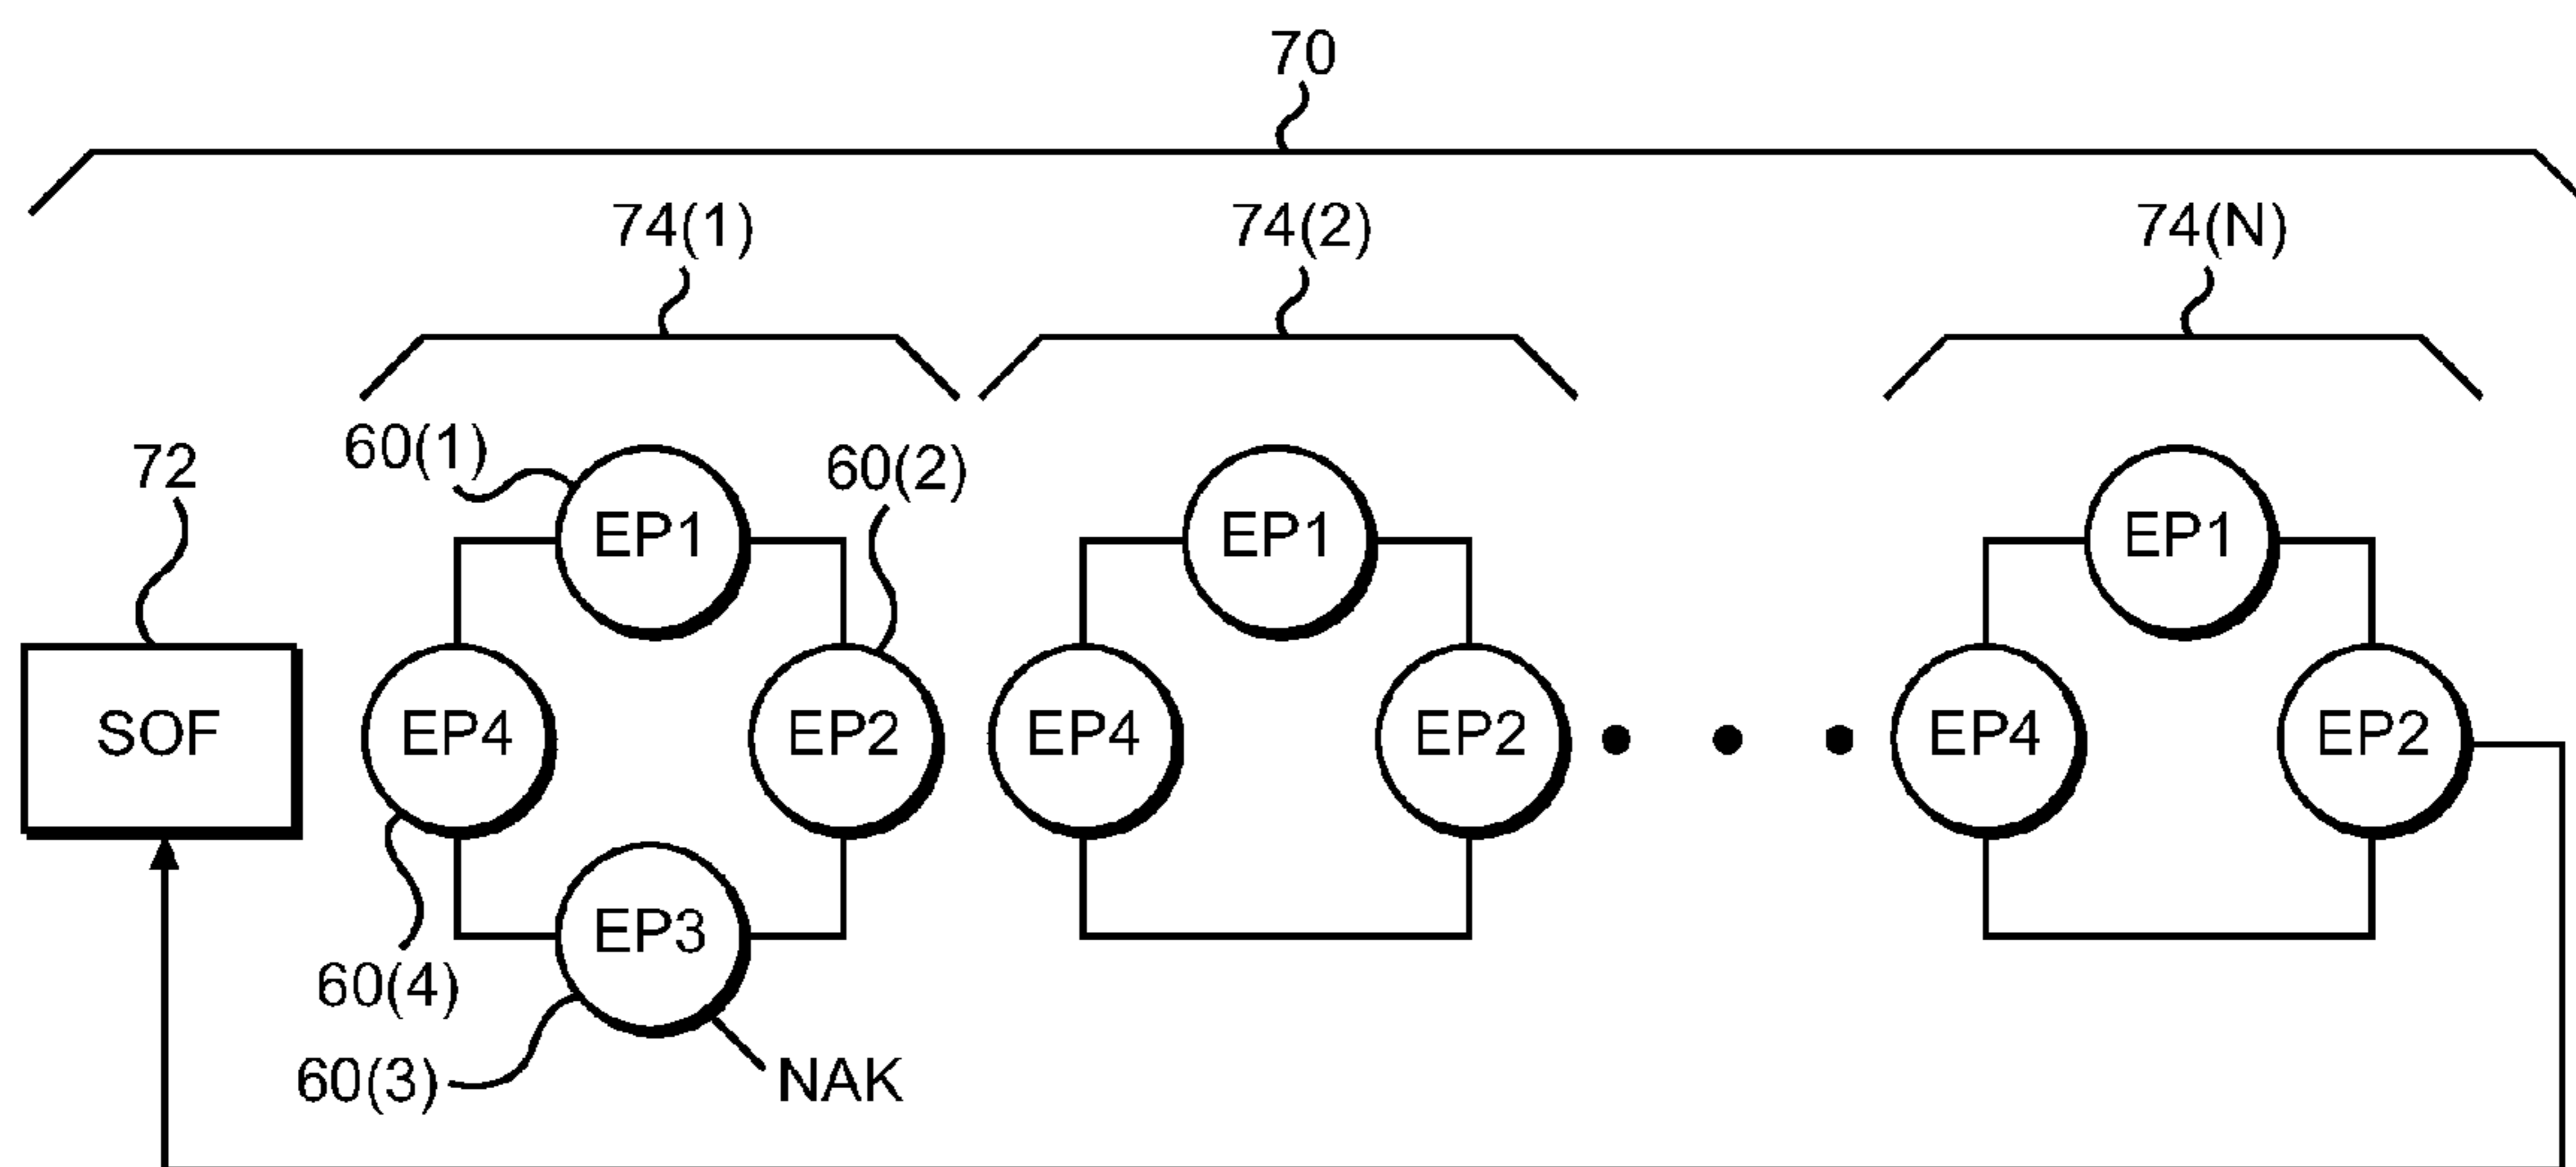 70
74(1)
74(2)
74(N)
72
60(1)
60(2)
EP1
EP1
EP1
SOF
EP4
EP2
EP4
EP2
EP4
EP2
EP3
60(4)
60(3)
NAK